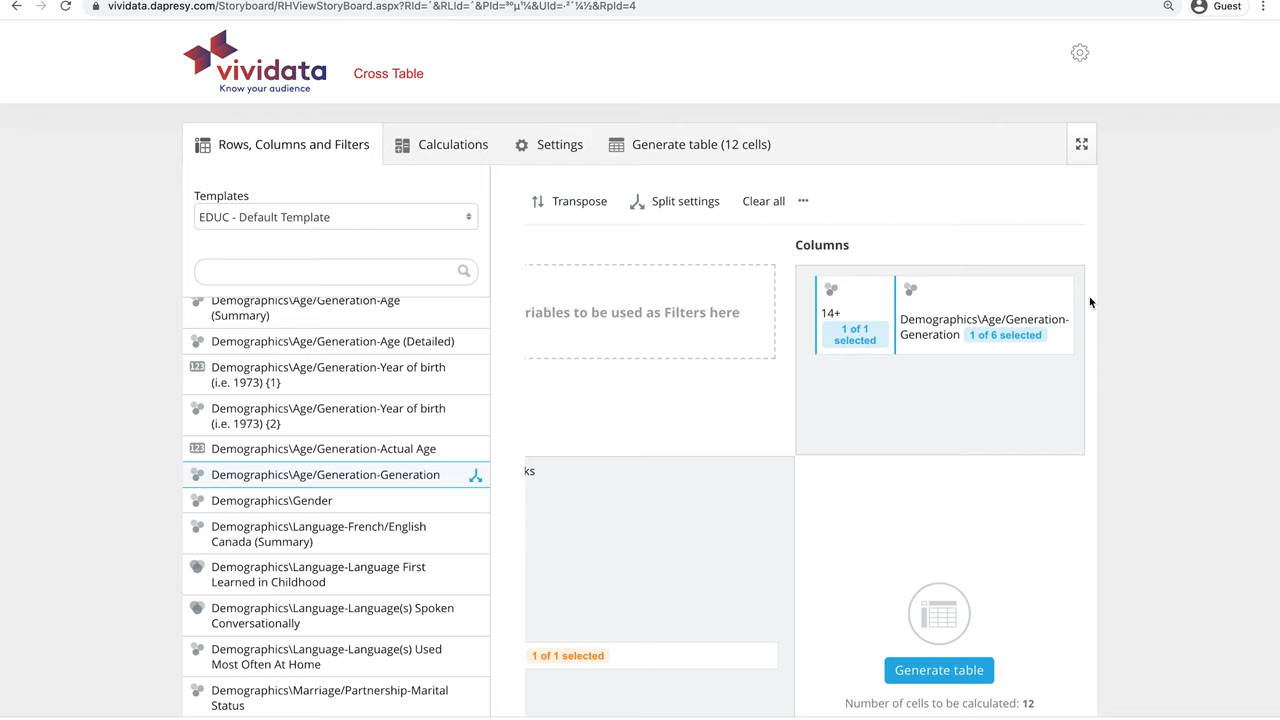 vividata.dapresy.com/Storyboard/RHViewStoryBoard.aspx?RId=´&RLId=´&PId=³º µ¹¼&UId=·²´¼½&RpId=4
Guest
vividata
Know your audience
Cross Table
Rows, Columns and Filters
Calculations
Settings
Generate table (12 cells)
Templates
EDUC - Default Template
Transpose
Split settings
Clear all
Columns
Demographics\Age/Generation-Age
(Summary)
Demographics\Age/Generation-Age (Detailed)
Demographics\Age/Generation-Year of birth
(i.e. 1973) {1}
Demographics\Age/Generation-Year of birth
(i.e. 1973) {2}
Demographics\Age/Generation-Actual Age
Demographics\Age/Generation-Generation
Demographics\Gender
Demographics\Language-French/English
Canada (Summary)
Demographics\Language-Language First
Learned in Childhood
Demographics\Language-Language(s) Spoken
Conversationally
Demographics\Language-Language(s) Used
Most Often At Home
Demographics\Marriage/Partnership-Marital
Status
123
123
riables to be used as Filters here
14+
1 of 1
selected
Demographics\Age/Generation-
Generation 1 of 6 selected
ks
1 of 1 selected
Generate table
Number of cells to be calculated: 12